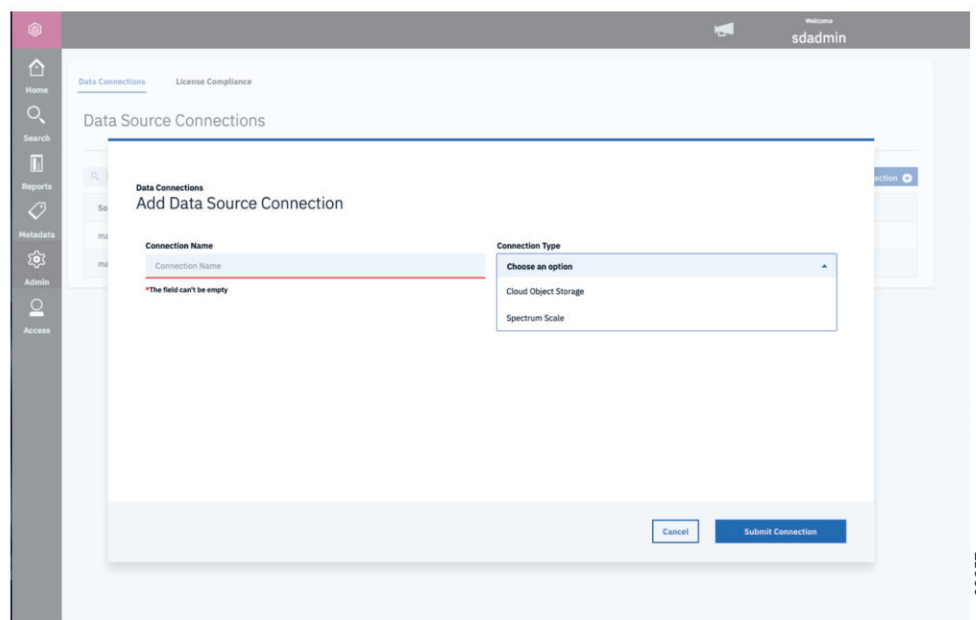 Welcome
sdadmin
Home
Search
Reports
Metadata
Admin
Access
Data Connections
License Compliance
Data Source Connections
Data Connections
Add Data Source Connection
Connection Name
Connection Type
Connection Name
Choose an option
*The field can't be empty
Cloud Object Storage
Spectrum Scale
Cancel
Submit Connection